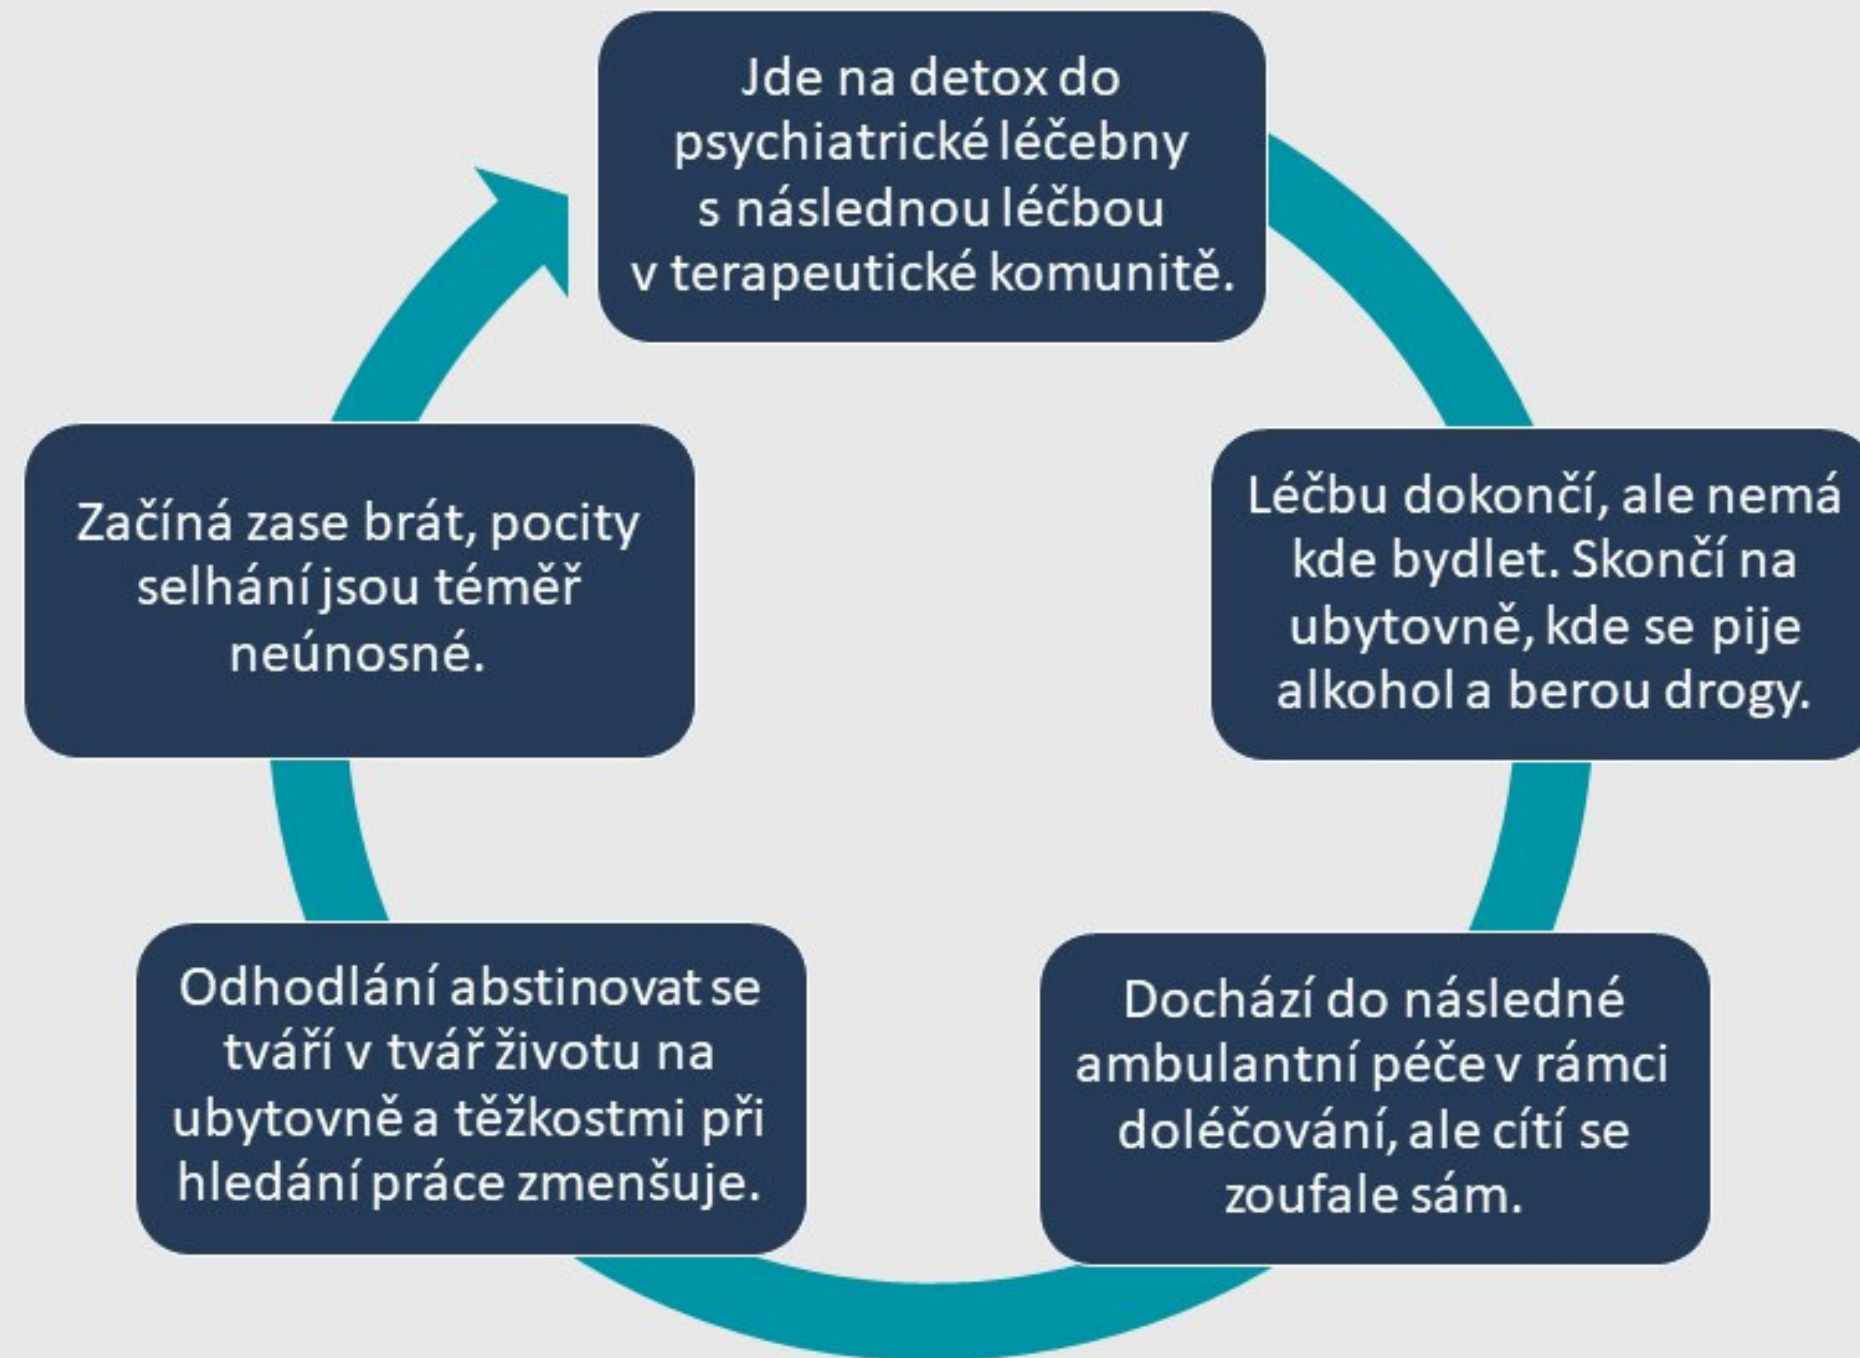 Jde na detox do
psychiatrické léčebny
s následnou léčbou
v terapeutické komunitě.
Léčbu dokončí, ale nemá
kde bydlet. Skončí na
ubytovně, kde se pije
alkohol a berou drogy.
Dochází do následné
ambulantní péče v rámci
doléčování, ale cítí se
zoufale sám.
Odhodlání abstinovat se
tváří v tvář životu na
ubytovně a těžkostmi při
hledání práce zmenšuje.
Začíná zase brát, pocity
selhání jsou téměř
neúnosné.